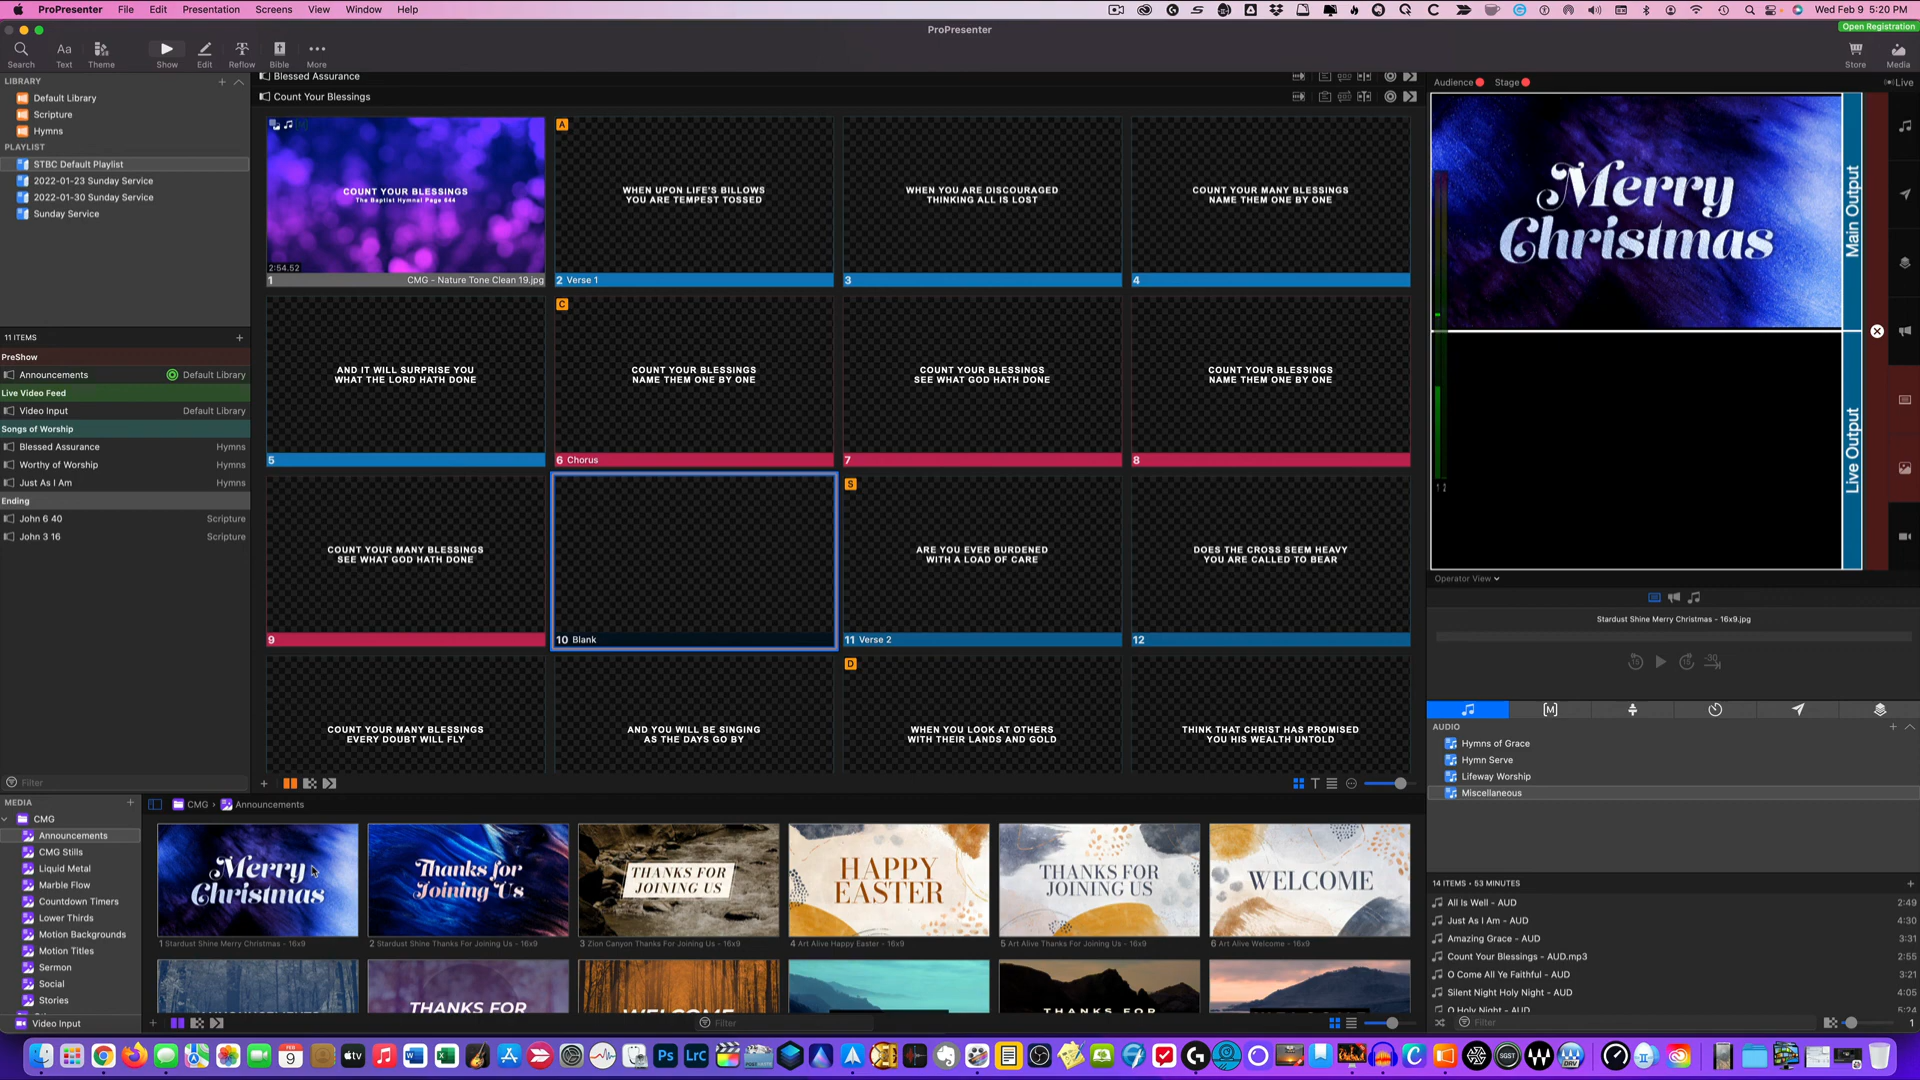 ProPresenter File Edit Presentation Screens View Window Help
Wed Feb 9 5:20 PM
ProPresenter
Open Registration
Search Text Theme Show Edit Reflow Bible More
Store Media
LIBRARY
Default Library
Scripture
Hymns
PLAYLIST
STBC Default Playlist
2022-01-23 Sunday Service
2022-01-30 Sunday Service
Sunday Service
11 ITEMS
PreShow
Announcements Default Library
Live Video Feed
Video Input Default Library
Songs of Worship
Blessed Assurance Hymns
Worthy of Worship Hymns
Just As I Am Hymns
Ending
John 6 40 Scripture
John 3 16 Scripture
Filter
Blessed Assurance
Count Your Blessings
COUNT YOUR BLESSINGS
The Baptist Hymnal Page 644
2:54.52
1 CMG - Nature Tone Clean 19.jpg
A
WHEN UPON LIFE'S BILLOWS
YOU ARE TEMPEST TOSSED
2 Verse 1
WHEN YOU ARE DISCOURAGED
THINKING ALL IS LOST
3
COUNT YOUR MANY BLESSINGS
NAME THEM ONE BY ONE
4
AND IT WILL SURPRISE YOU
WHAT THE LORD HATH DONE
5
C
COUNT YOUR BLESSINGS
NAME THEM ONE BY ONE
6 Chorus
COUNT YOUR BLESSINGS
SEE WHAT GOD HATH DONE
7
COUNT YOUR BLESSINGS
NAME THEM ONE BY ONE
8
COUNT YOUR MANY BLESSINGS
SEE WHAT GOD HATH DONE
9
10 Blank
S
ARE YOU EVER BURDENED
WITH A LOAD OF CARE
11 Verse 2
DOES THE CROSS SEEM HEAVY
YOU ARE CALLED TO BEAR
12
COUNT YOUR MANY BLESSINGS
EVERY DOUBT WILL FLY
AND YOU WILL BE SINGING
AS THE DAYS GO BY
D
WHEN YOU LOOK AT OTHERS
WITH THEIR LANDS AND GOLD
THINK THAT CHRIST HAS PROMISED
YOU HIS WEALTH UNTOLD
Audience Stage Live
Merry
Christmas
Main Output
Live Output
1 2
Operator View
Stardust Shine Merry Christmas - 16x9.jpg
15 15 -30
[M]
AUDIO
Hymns of Grace
Hymn Serve
Lifeway Worship
Miscellaneous
14 ITEMS • 53 MINUTES
All Is Well - AUD 2:49
Just As I Am - AUD 4:30
Amazing Grace - AUD 3:31
Count Your Blessings - AUD.mp3 2:55
O Come All Ye Faithful - AUD 3:21
Silent Night Holy Night - AUD 4:05
O Holy Night - AUD 5:24
Filter
1
MEDIA
CMG
Announcements
CMG Stills
Liquid Metal
Marble Flow
Countdown Timers
Lower Thirds
Motion Backgrounds
Motion Titles
Sermon
Social
Stories
Video Input
CMG › Announcements
Merry
Christmas
1 Stardust Shine Merry Christmas - 16x9
Thanks for
Joining Us
2 Stardust Shine Thanks For Joining Us - 16x9
THANKS FOR
JOINING US
3 Zion Canyon Thanks For Joining Us - 16x9
HAPPY
EASTER
4 Art Alive Happy Easter - 16x9
THANKS FOR
JOINING US
5 Art Alive Thanks For Joining Us - 16x9
WELCOME
6 Art Alive Welcome - 16x9
ANNOUNCEMENTS
THANKS FOR
WELCOME
THANKS FOR
Filter
FEB
9
tv
Ps
LrC
SGST